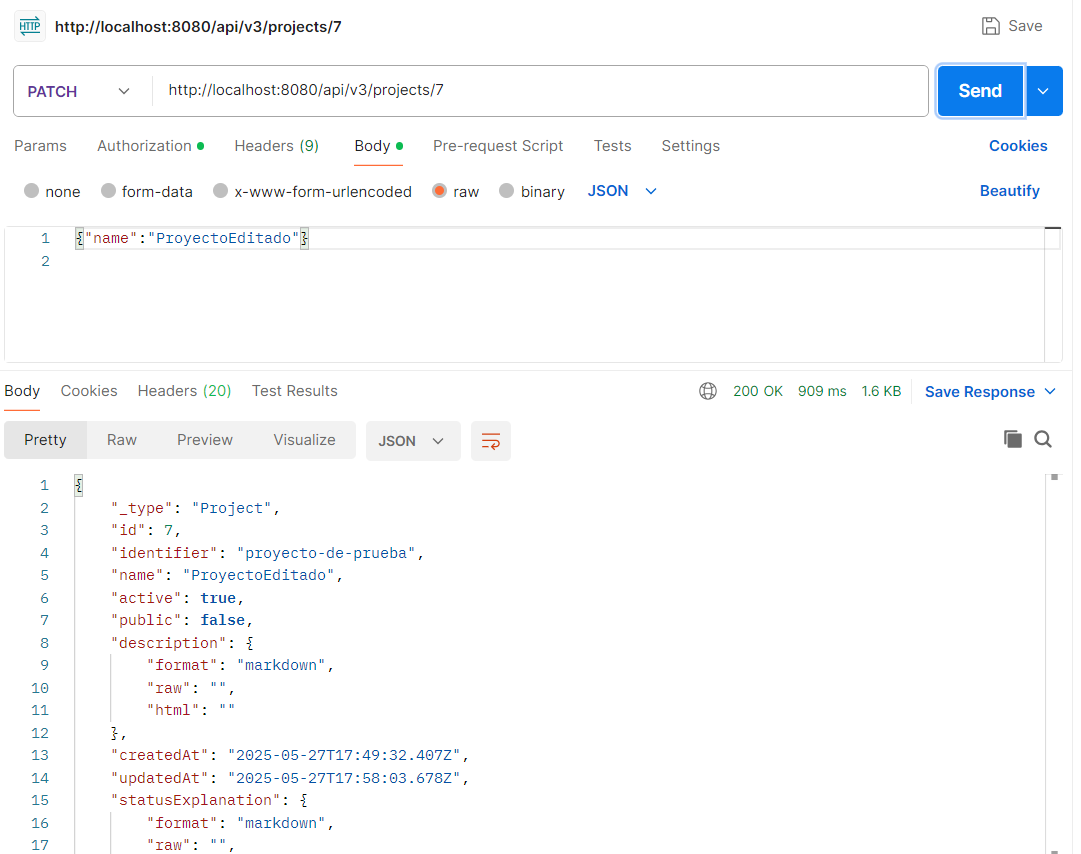 HTTP http://localhost:8080/api/v3/projects/7 Save
PATCH http://localhost:8080/api/v3/projects/7 Send
Params Authorization Headers (9) Body Pre-request Script Tests Settings Cookies
none form-data x-www-form-urlencoded raw binary JSON Beautify
1 {"name":"ProyectoEditado"}
2
Body Cookies Headers (20) Test Results 200 OK 909 ms 1.6 KB Save Response
Pretty Raw Preview Visualize JSON
1 {
2 "_type": "Project",
3 "id": 7,
4 "identifier": "proyecto-de-prueba",
5 "name": "ProyectoEditado",
6 "active": true,
7 "public": false,
8 "description": {
9 "format": "markdown",
10 "raw": "",
11 "html": ""
12 },
13 "createdAt": "2025-05-27T17:49:32.407Z",
14 "updatedAt": "2025-05-27T17:58:03.678Z",
15 "statusExplanation": {
16 "format": "markdown",
17 "raw": "",